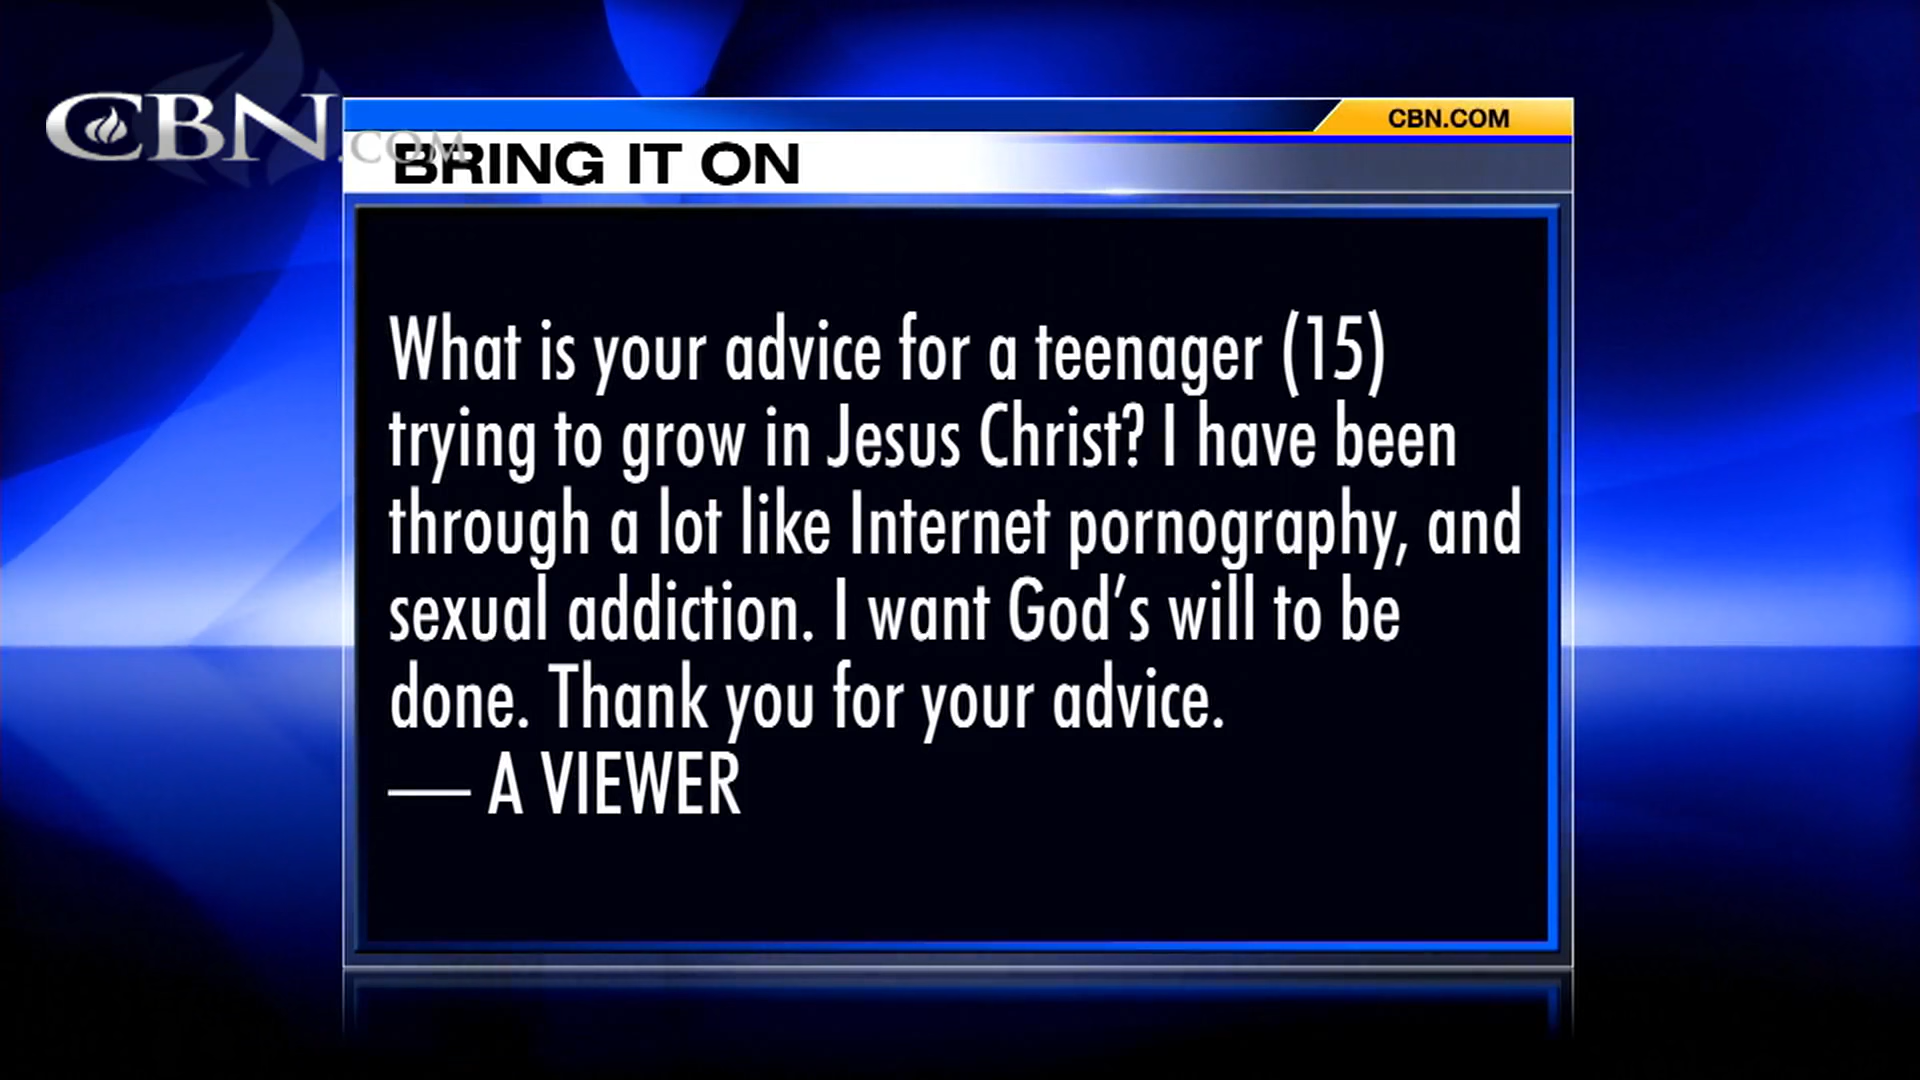 CBN.COM
CBN.COM
BRING IT ON
What is your advice for a teenager (15)
trying to grow in Jesus Christ? I have been
through a lot like Internet pornography, and
sexual addiction. I want God's will to be
done. Thank you for your advice.
— A VIEWER